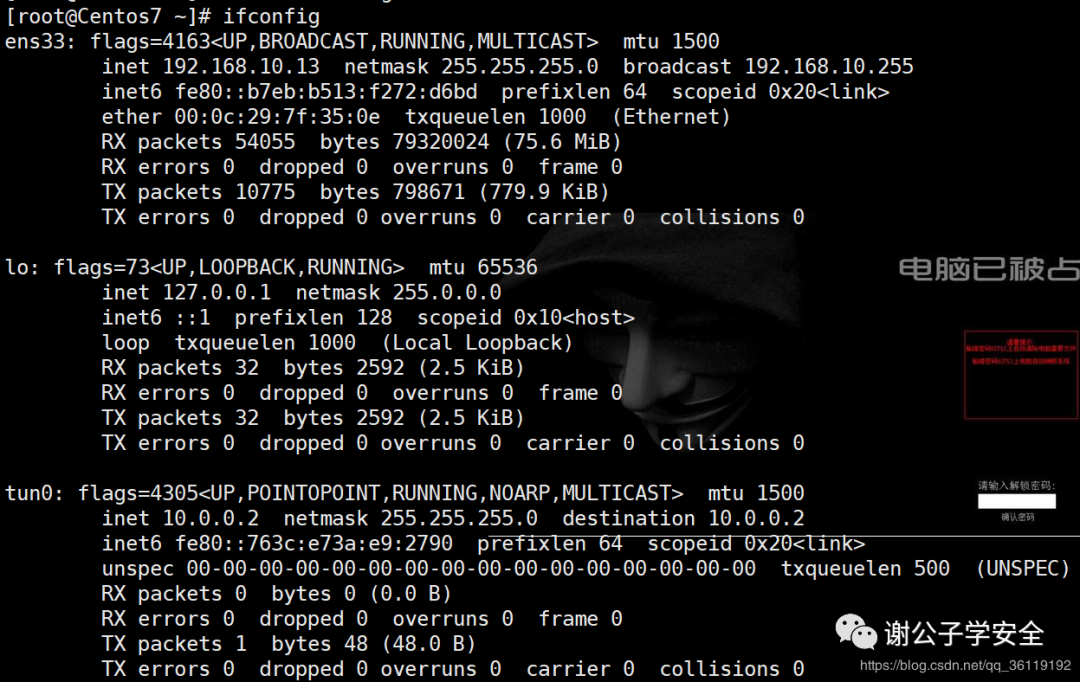 [root@Centos7 ~]# ifconfig
ens33: flags=4163<UP,BROADCAST,RUNNING,MULTICAST>  mtu 1500
        inet 192.168.10.13  netmask 255.255.255.0  broadcast 192.168.10.255
        inet6 fe80::b7eb:b513:f272:d6bd  prefixlen 64  scopeid 0x20<link>
        ether 00:0c:29:7f:35:0e  txqueuelen 1000  (Ethernet)
        RX packets 54055  bytes 79320024 (75.6 MiB)
        RX errors 0  dropped 0  overruns 0  frame 0
        TX packets 10775  bytes 798671 (779.9 KiB)
        TX errors 0  dropped 0 overruns 0  carrier 0  collisions 0
lo: flags=73<UP,LOOPBACK,RUNNING>  mtu 65536
        inet 127.0.0.1  netmask 255.0.0.0
        inet6 ::1  prefixlen 128  scopeid 0x10<host>
        loop  txqueuelen 1000  (Local Loopback)
        RX packets 32  bytes 2592 (2.5 KiB)
        RX errors 0  dropped 0  overruns 0  frame 0
        TX packets 32  bytes 2592 (2.5 KiB)
        TX errors 0  dropped 0 overruns 0  carrier 0  collisions 0
tun0: flags=4305<UP,POINTOPOINT,RUNNING,NOARP,MULTICAST>  mtu 1500
        inet 10.0.0.2  netmask 255.255.255.0  destination 10.0.0.2
        inet6 fe80::763c:e73a:e9:2790  prefixlen 64  scopeid 0x20<link>
        unspec 00-00-00-00-00-00-00-00-00-00-00-00-00-00-00-00  txqueuelen 500  (UNSPEC)
        RX packets 0  bytes 0 (0.0 B)
        RX errors 0  dropped 0  overruns 0  frame 0
        TX packets 1  bytes 48 (48.0 B)
        TX errors 0  dropped 0 overruns 0  carrier 0  collisions 0
电脑已被占
请输入解锁密码:
确认密码
谢公子学安全
https://blog.csdn.net/qq_36119192